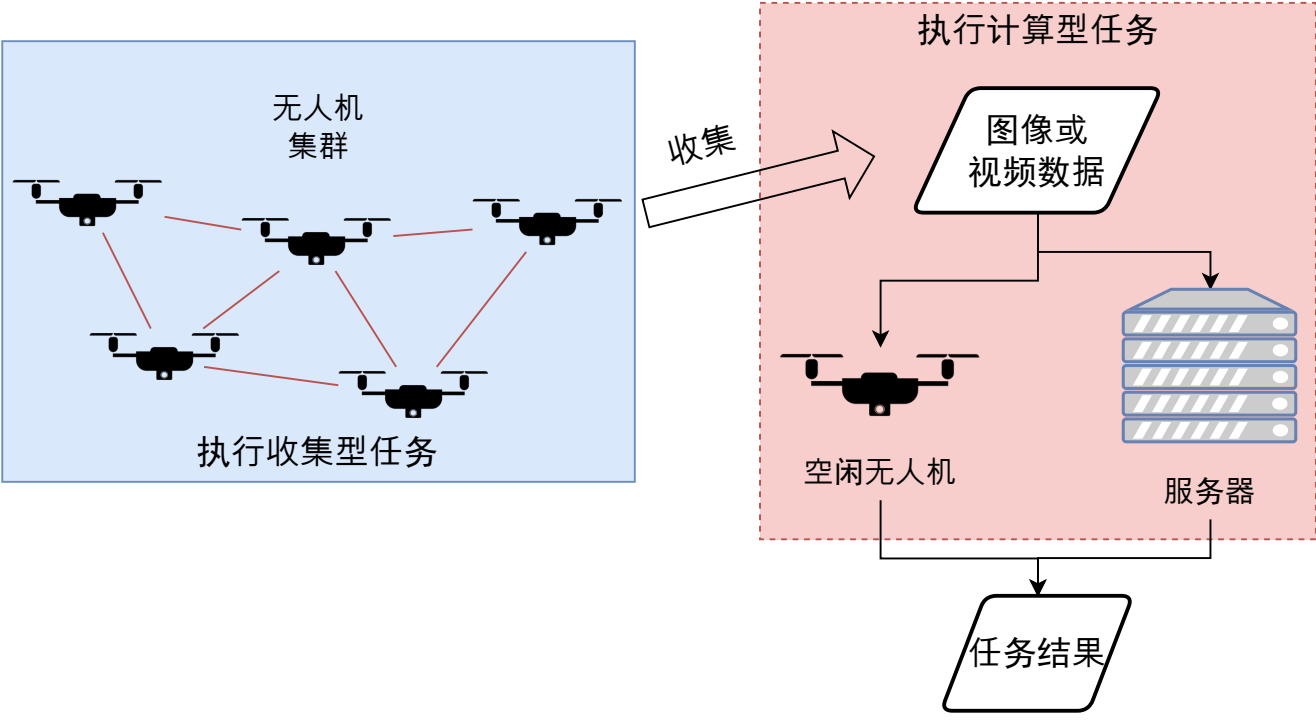 无人机
集群
执行收集型任务
收集
执行计算型任务
图像或
视频数据
空闲无人机
服务器
任务结果